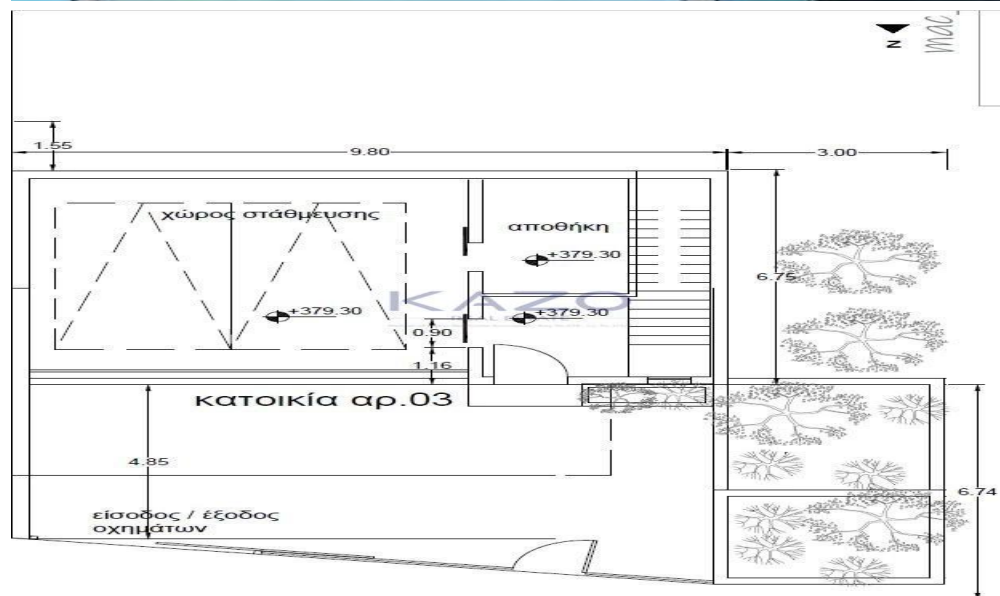 z
mac
1.55
9.80
3.00
χώρος στάθμευσης
αποθήκη
+379.30
6.75
KAZO
+379.30
+379.30
0.90
1.16
κατοικία αρ.03
4.85
6.74
είσοδος / έξοδος
οχημάτων